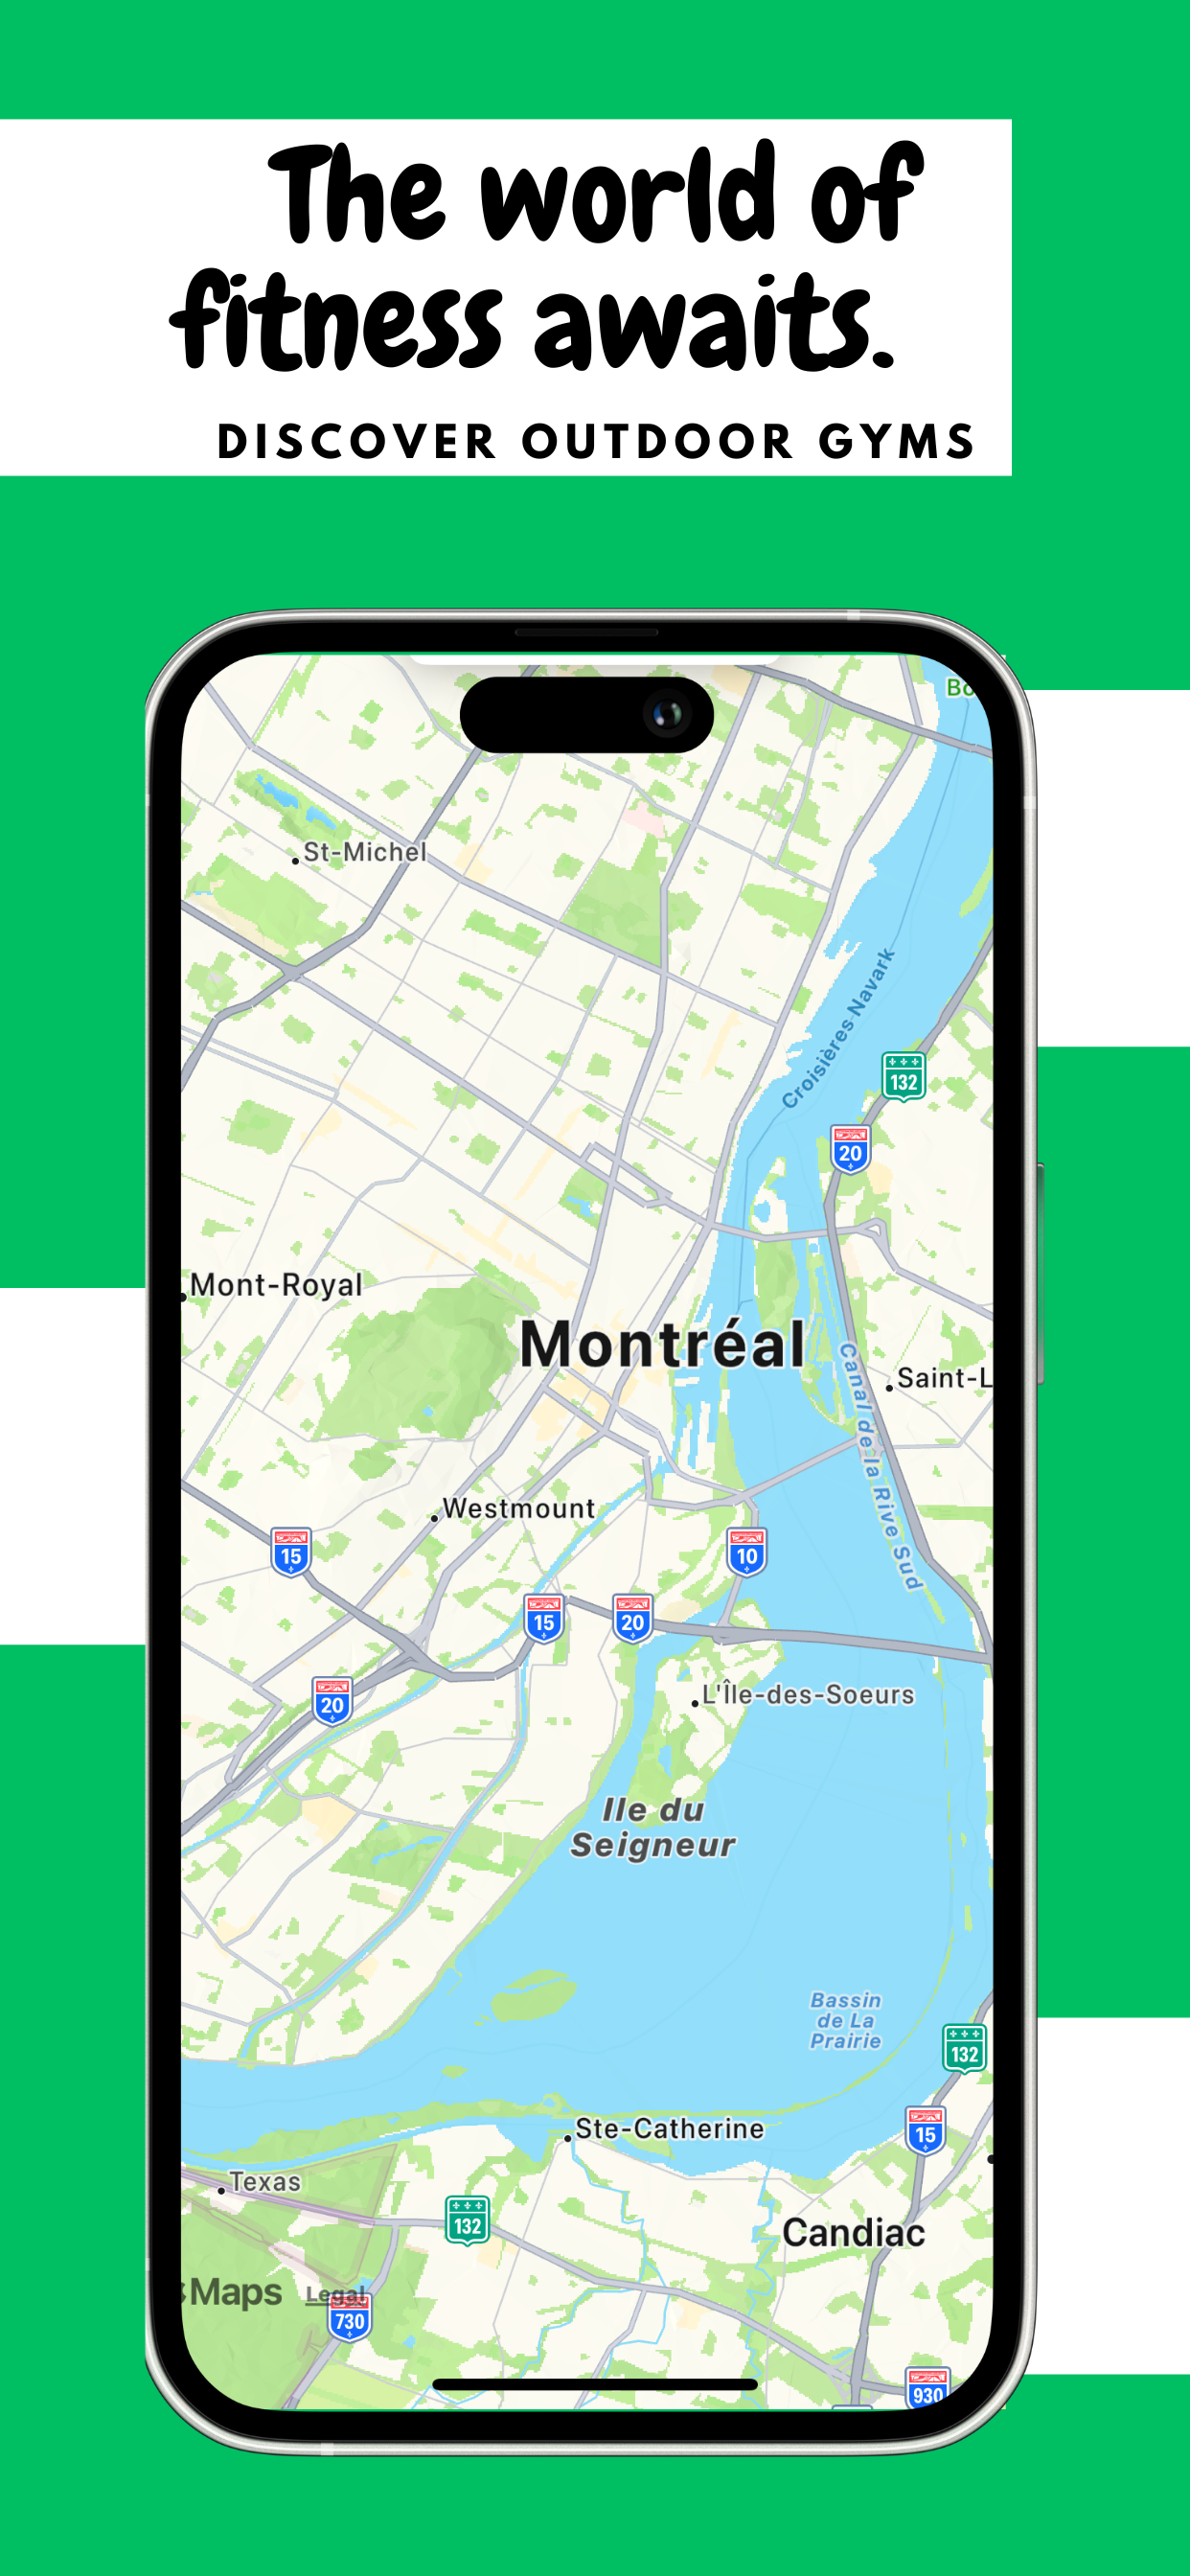 The world of
fitness awaits.
DISCOVER OUTDOOR GYMS
St-Michel
Croisières Navark
132
20
Mont-Royal
Montréal
Saint-L
Canal de la Rive Sud
Westmount
15
10
15
20
20
L'Île-des-Soeurs
Ile du
Seigneur
Bassin
de La
Prairie
132
15
Ste-Catherine
Texas
132
Candiac
Maps
Legal
730
930